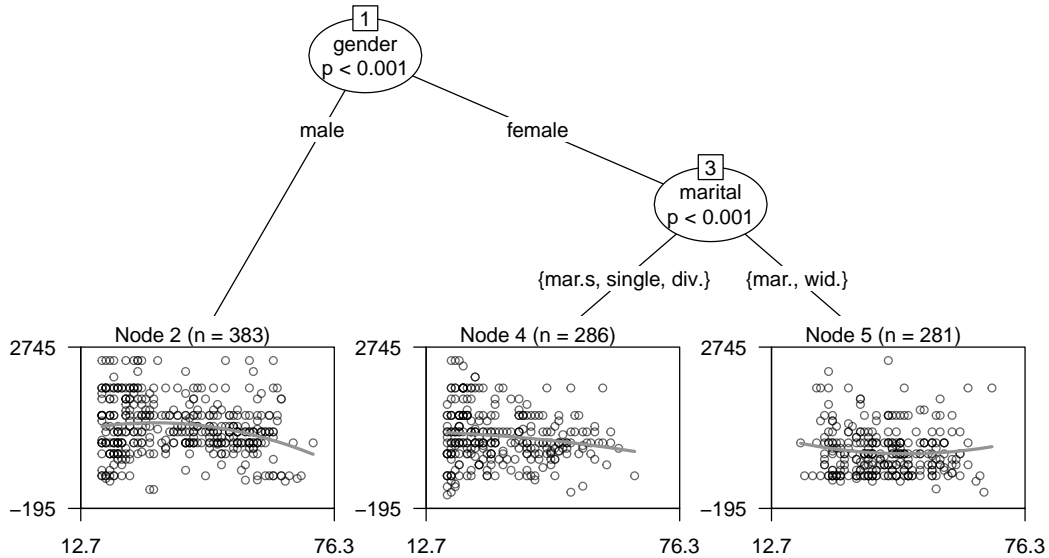 1
gender
p < 0.001
male
female
3
marital
p < 0.001
{mar.s, single, div.}
{mar., wid.}
Node 2 (n = 383)
Node 4 (n = 286)
Node 5 (n = 281)
2745
2745
2745
−195
−195
−195
12.7
76.3
12.7
76.3
12.7
76.3